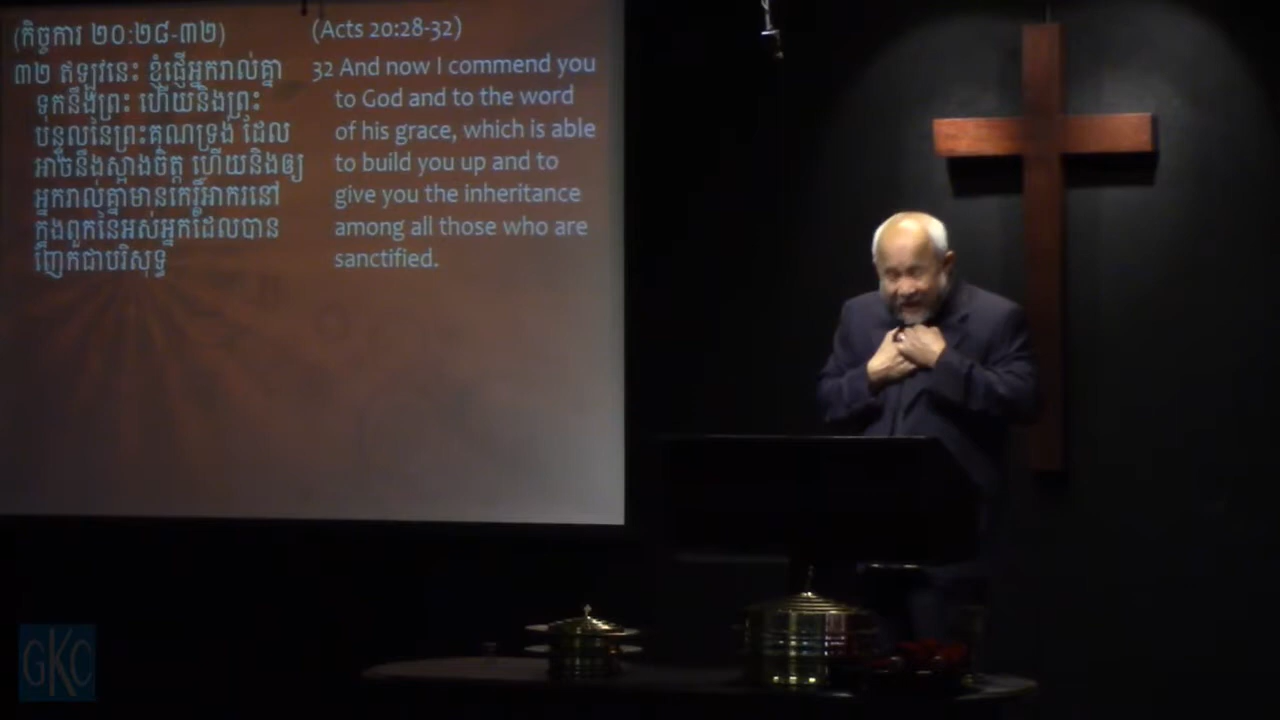 (កិច្ចការ ២០:២៨-៣២)
៣២ ឥឡូវនេះ ខ្ញុំផ្ញើអ្នករាល់គ្នា
ទុកនឹងព្រះ ហើយនិងព្រះ
បន្ទូលនៃព្រះគុណទ្រង់ ដែល
អាចនឹងស្អាងចិត្ត ហើយនិងឲ្យ
អ្នករាល់គ្នាមានកេរ្តិ៍អាករនៅ
ក្នុងពួកនៃអស់អ្នកដែលបាន
ញែកជាបរិសុទ្ធ
(Acts 20:28-32)
32 And now I commend you
to God and to the word
of his grace, which is able
to build you up and to
give you the inheritance
among all those who are
sanctified.
GKC